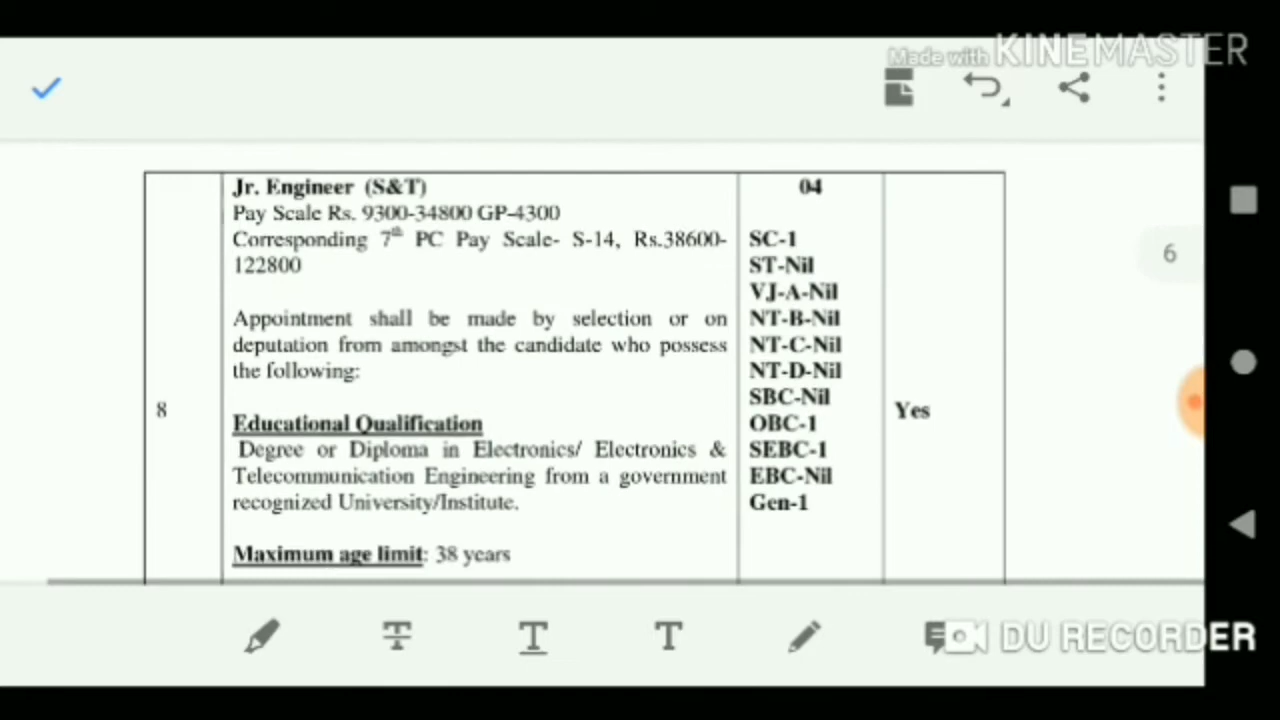 Made with KINEMASTER
6
Jr. Engineer (S&T)
Pay Scale Rs. 9300-34800 GP-4300
Corresponding 7th PC Pay Scale- S-14, Rs.38600-
122800
Appointment shall be made by selection or on
deputation from amongst the candidate who possess
the following:
8
Educational Qualification
Degree or Diploma in Electronics/ Electronics &
Telecommunication Engineering from a government
recognized University/Institute.
Maximum age limit: 38 years
04
SC-1
ST-Nil
VJ-A-Nil
NT-B-Nil
NT-C-Nil
NT-D-Nil
SBC-Nil
OBC-1
SEBC-1
EBC-Nil
Gen-1
Yes
T
T
T
DU RECORDER